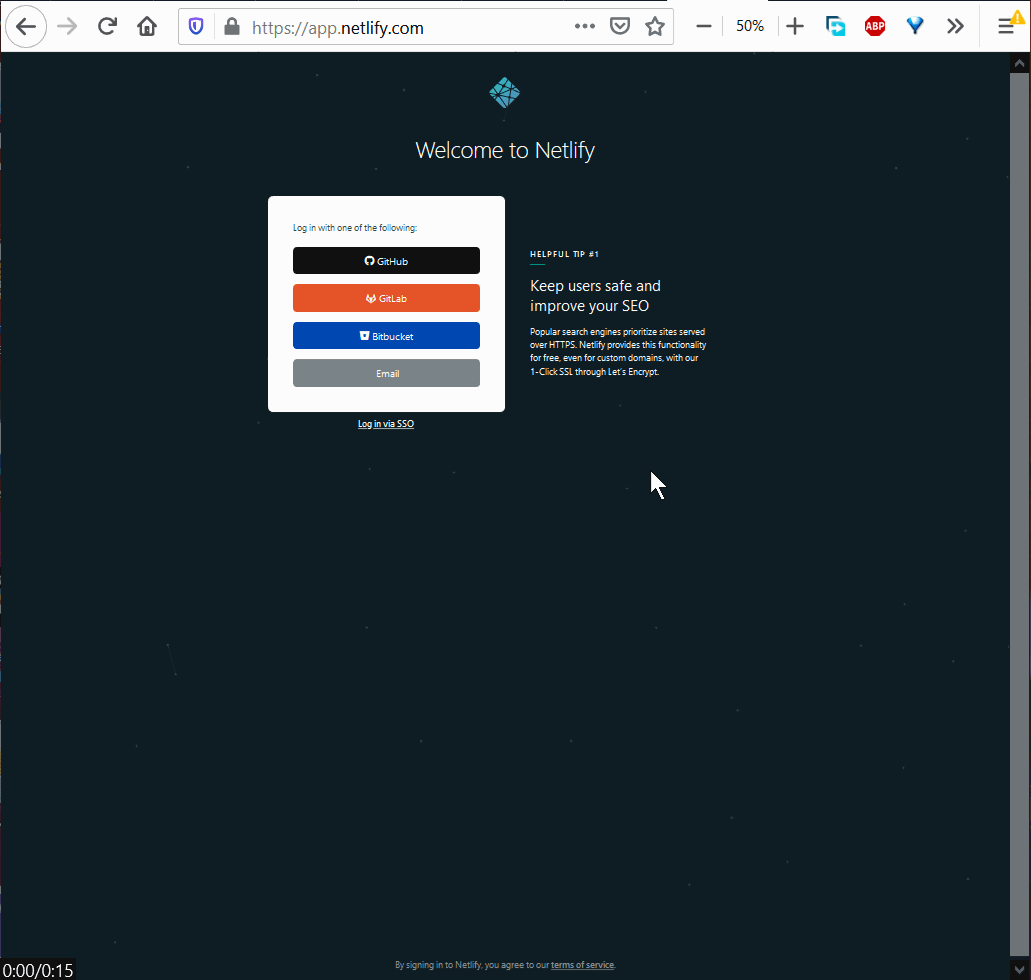 https://app.netlify.com
50%
ABP
Welcome to Netlify
Log in with one of the following:
GitHub
GitLab
Bitbucket
Email
Log in via SSO
HELPFUL TIP #1
Keep users safe and
improve your SEO
Popular search engines prioritize sites served
over HTTPS. Netlify provides this functionality
for free, even for custom domains, with our
1-Click SSL through Let's Encrypt.
By signing in to Netlify, you agree to our terms of service.
0:00/0:15